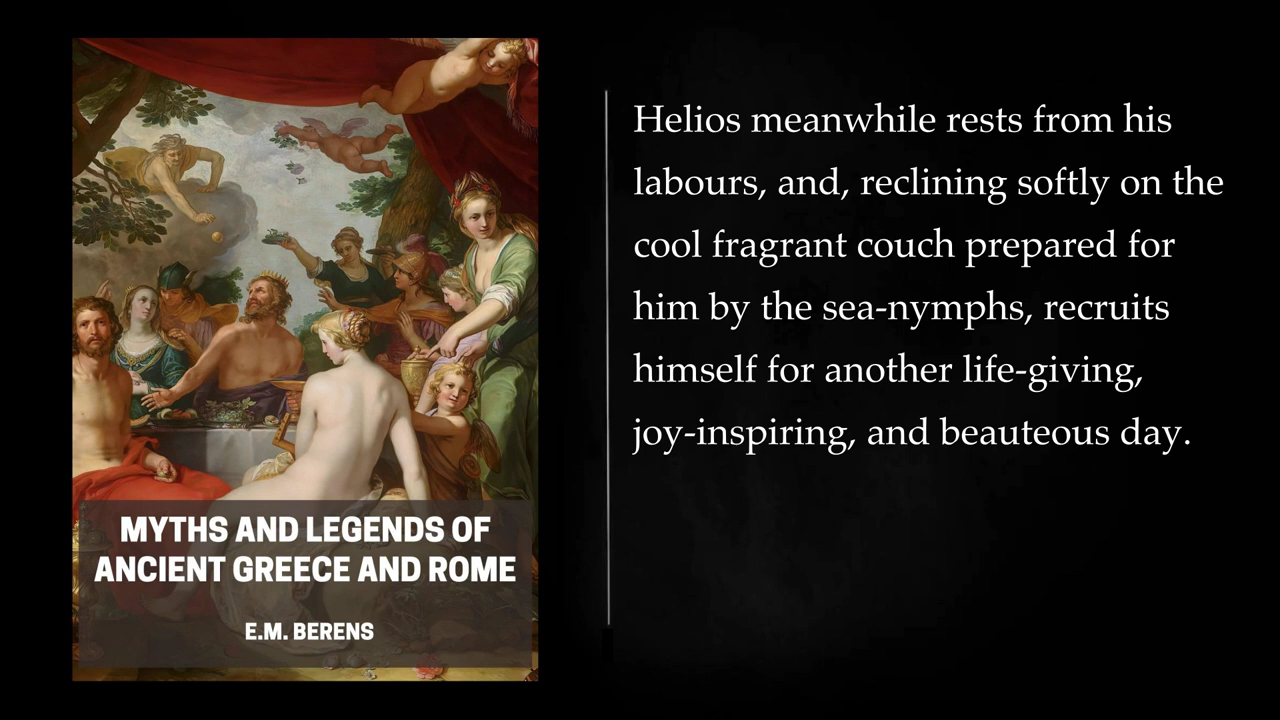 MYTHS AND LEGENDS OF
ANCIENT GREECE AND ROME
E.M. BERENS
Helios meanwhile rests from his
labours, and, reclining softly on the
cool fragrant couch prepared for
him by the sea-nymphs, recruits
himself for another life-giving,
joy-inspiring, and beauteous day.